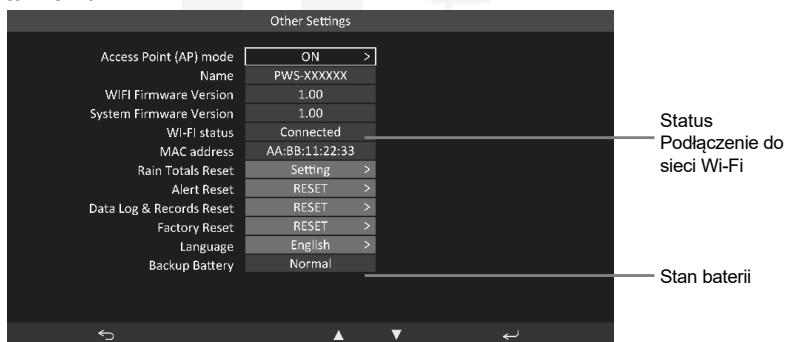 Other Settings
Access Point (AP) mode ON >
Name PWS-XXXXXX
WIFI Firmware Version 1.00
System Firmware Version 1.00
WI-FI status Connected
MAC address AA:BB:11:22:33
Rain Totals Reset Setting >
Alert Reset RESET >
Data Log & Records Reset RESET >
Factory Reset RESET >
Language English >
Backup Battery Normal
Status
Podłączenie do
sieci Wi-Fi
Stan baterii